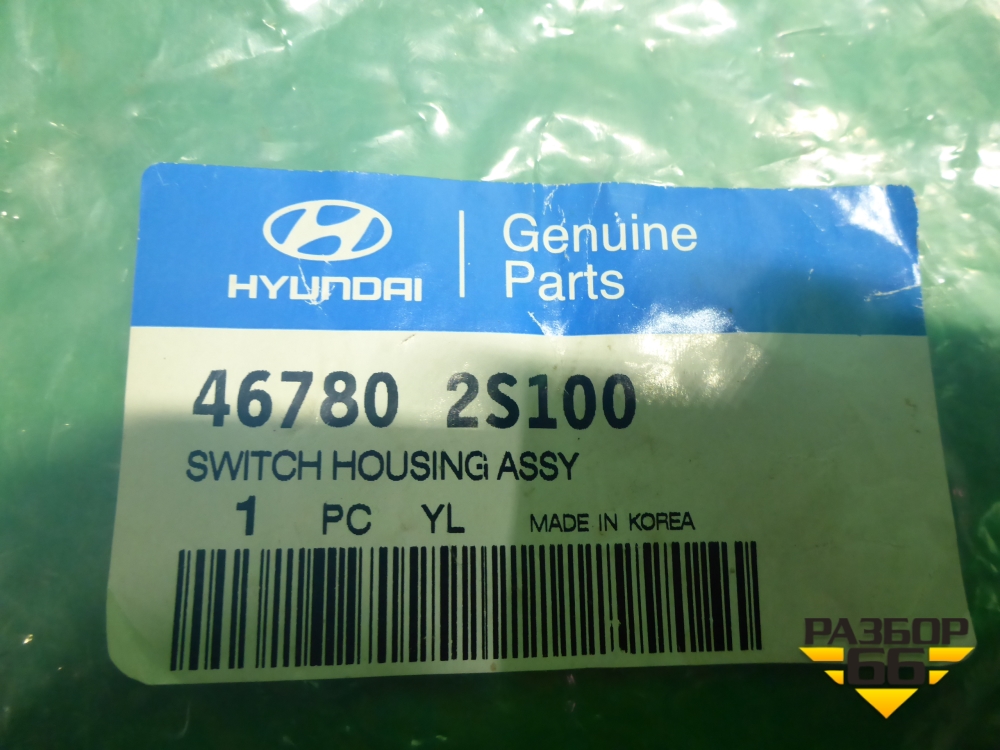 HYUNDAI
Genuine
Parts
46780 2S100
SWITCH HOUSING ASSY
1 PC YL MADE IN KOREA
РАЗБОР
66